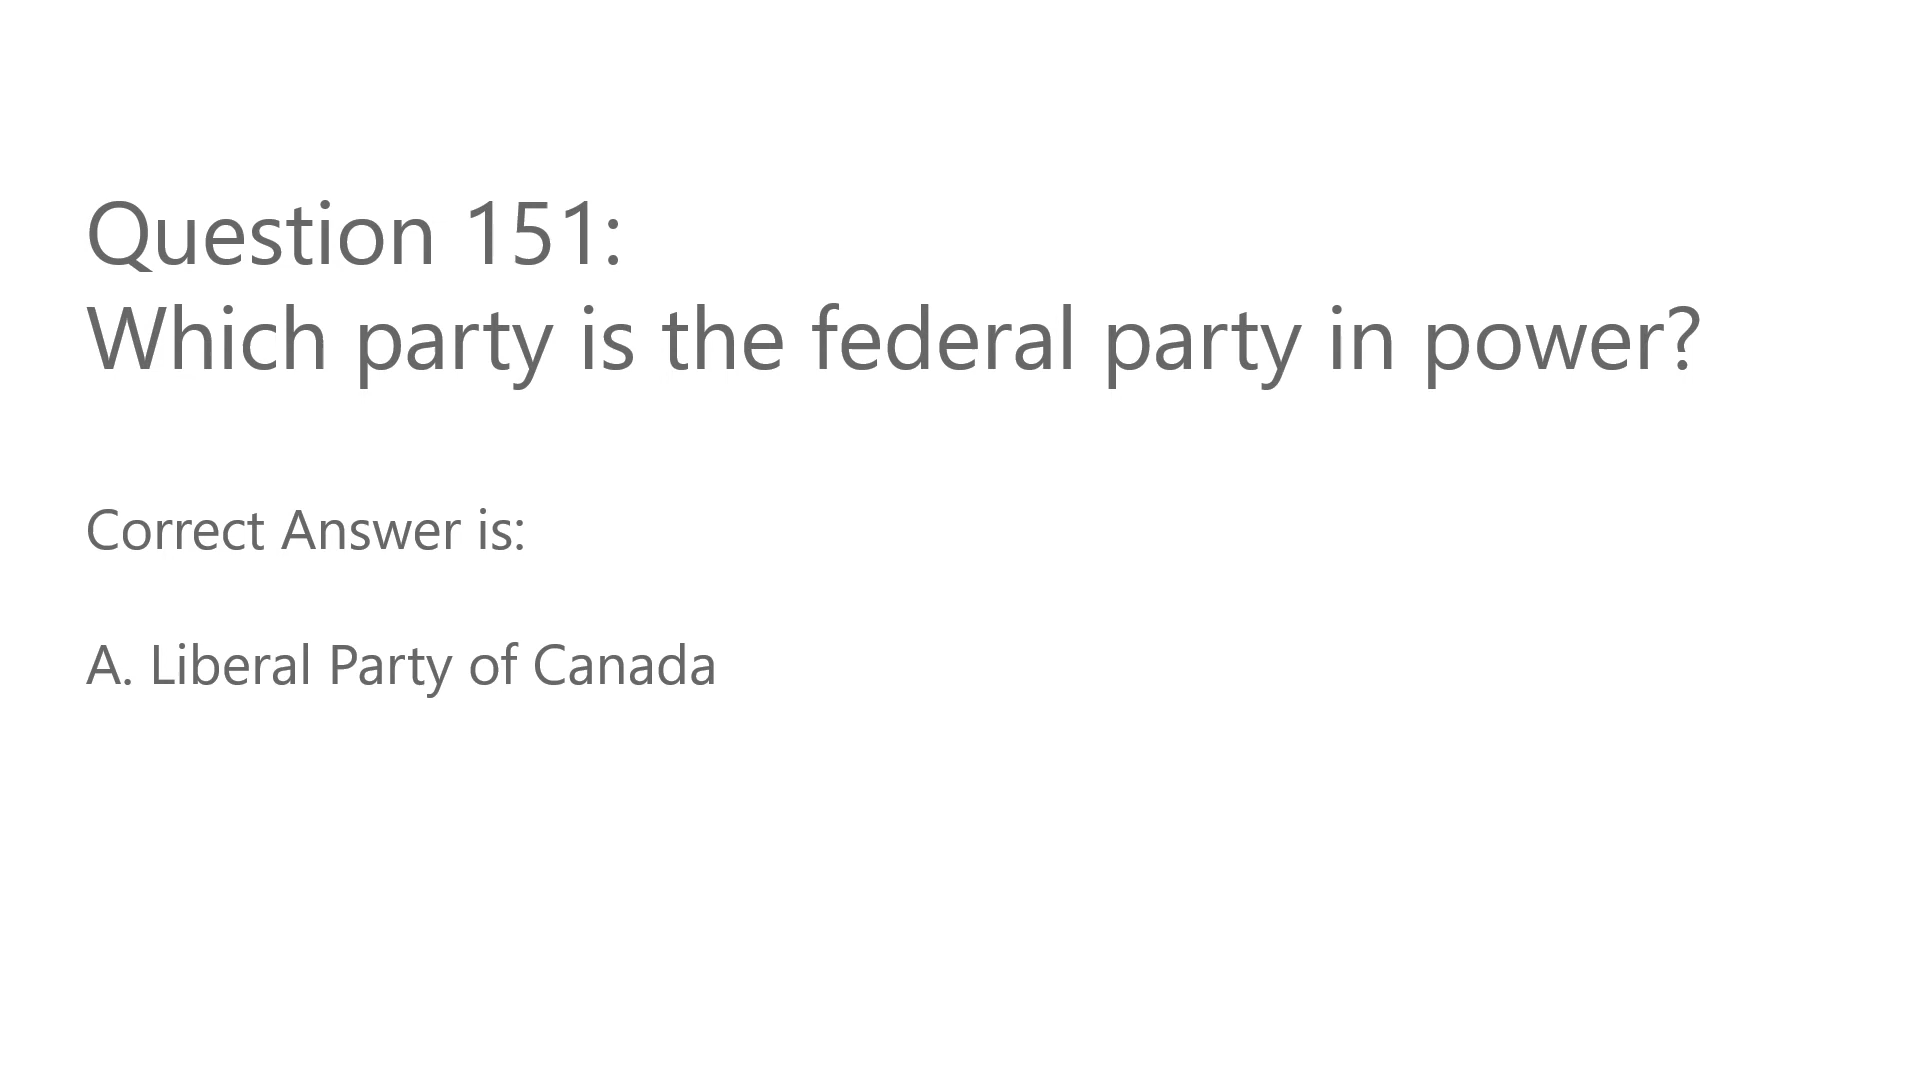 Question 151:
Which party is the federal party in power?
Correct Answer is:
A. Liberal Party of Canada